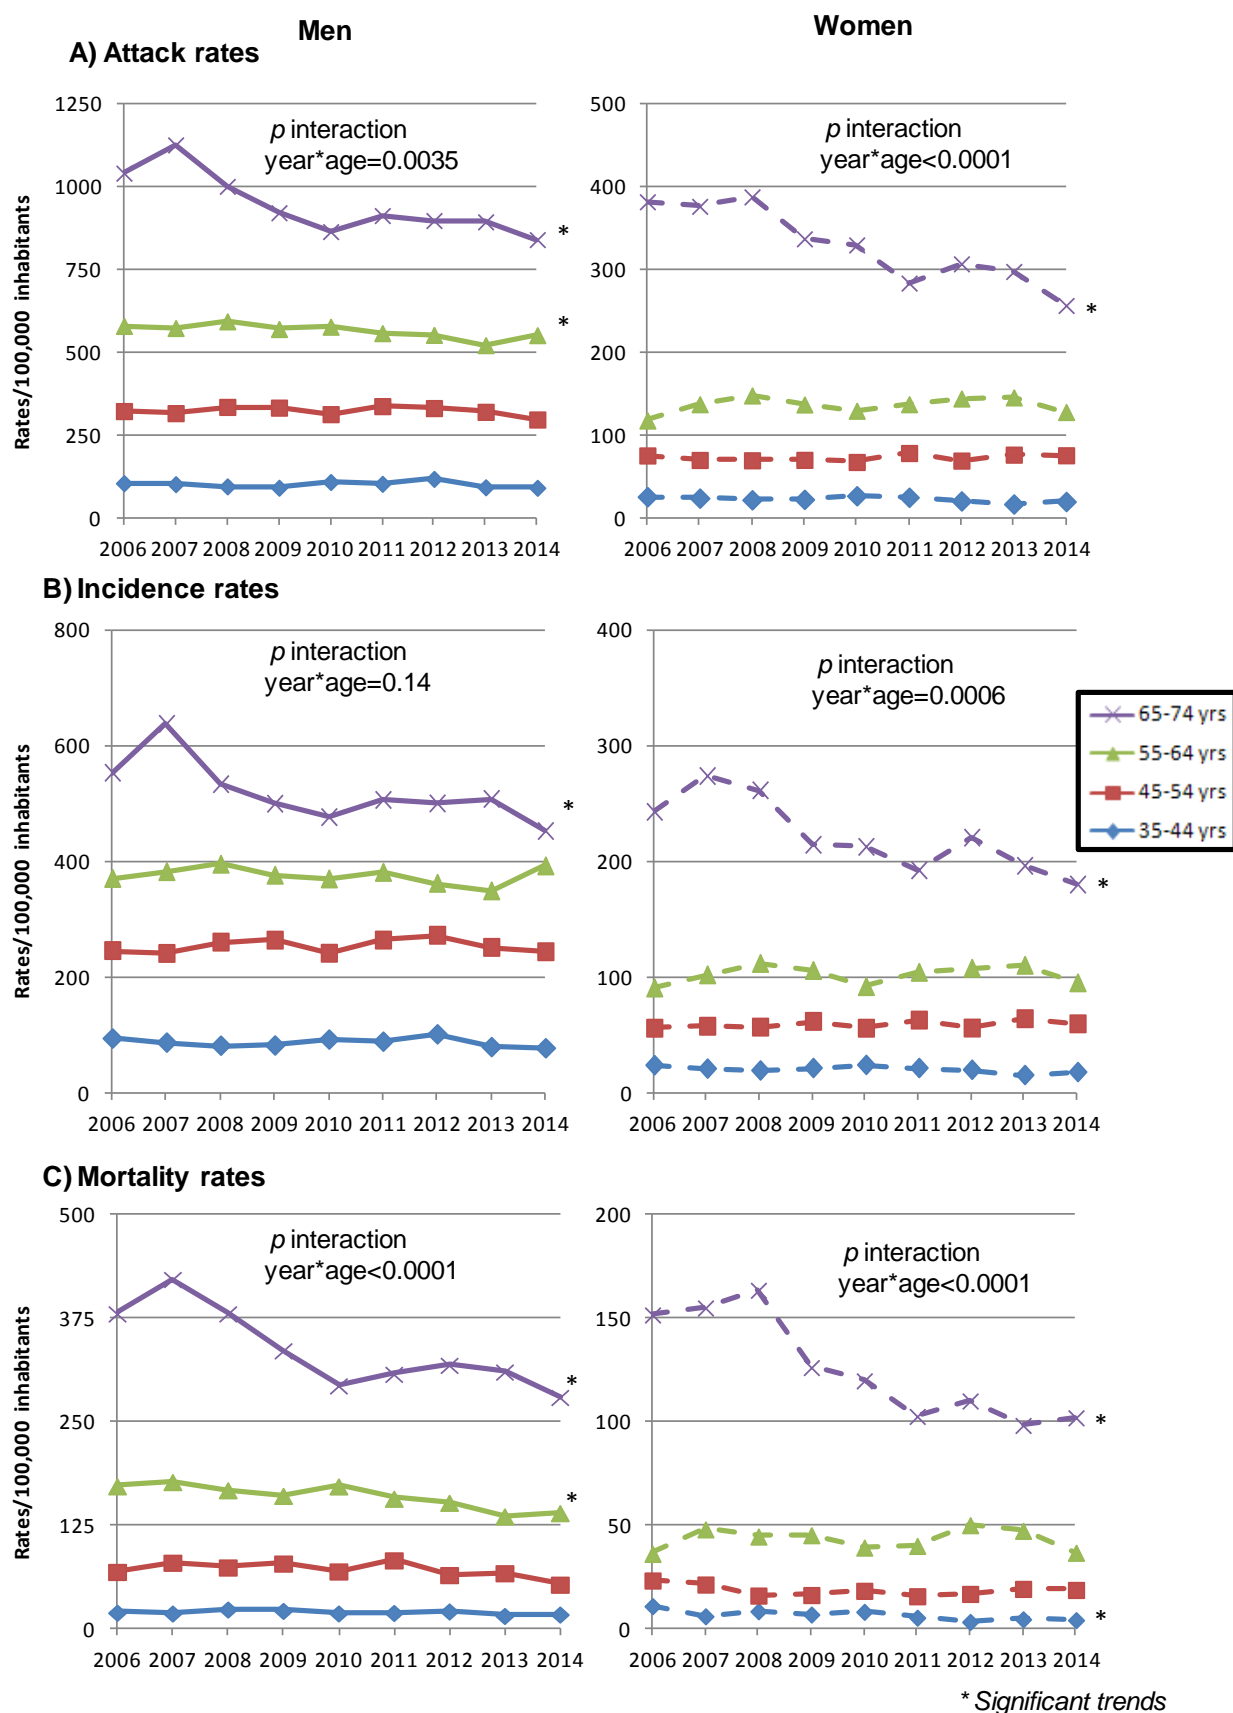 Men
Women
A) Attack rates
Rates/100,000 inhabitants
1250
1000
750
500
250
0
p interaction
year*age=0.0035
*
*
2006 2007 2008 2009 2010 2011 2012 2013 2014
500
400
300
200
100
0
p interaction
year*age<0.0001
*
2006 2007 2008 2009 2010 2011 2012 2013 2014
B) Incidence rates
Rates/100,000 inhabitants
800
600
400
200
0
p interaction
year*age=0.14
*
2006 2007 2008 2009 2010 2011 2012 2013 2014
400
300
200
100
0
p interaction
year*age=0.0006
*
2006 2007 2008 2009 2010 2011 2012 2013 2014
65-74 yrs
55-64 yrs
45-54 yrs
35-44 yrs
C) Mortality rates
Rates/100,000 inhabitants
500
375
250
125
0
p interaction
year*age<0.0001
*
*
2006 2007 2008 2009 2010 2011 2012 2013 2014
200
150
100
50
0
p interaction
year*age<0.0001
*
*
2006 2007 2008 2009 2010 2011 2012 2013 2014
* Significant trends